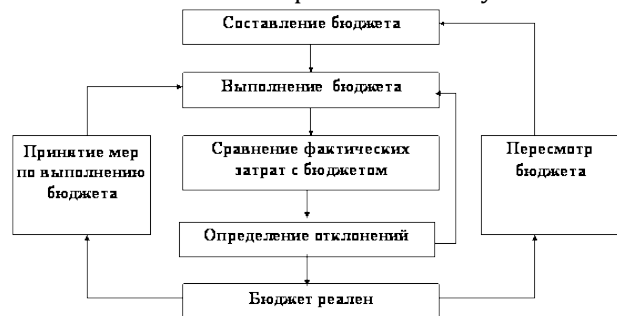 Составление бюджета
Выполнение бюджета
Принятие мер
по выполнению
бюджета
Сравнение фактических
затрат с бюджетом
Пересмотр
бюджета
Определение отклонений
Бюджет реален